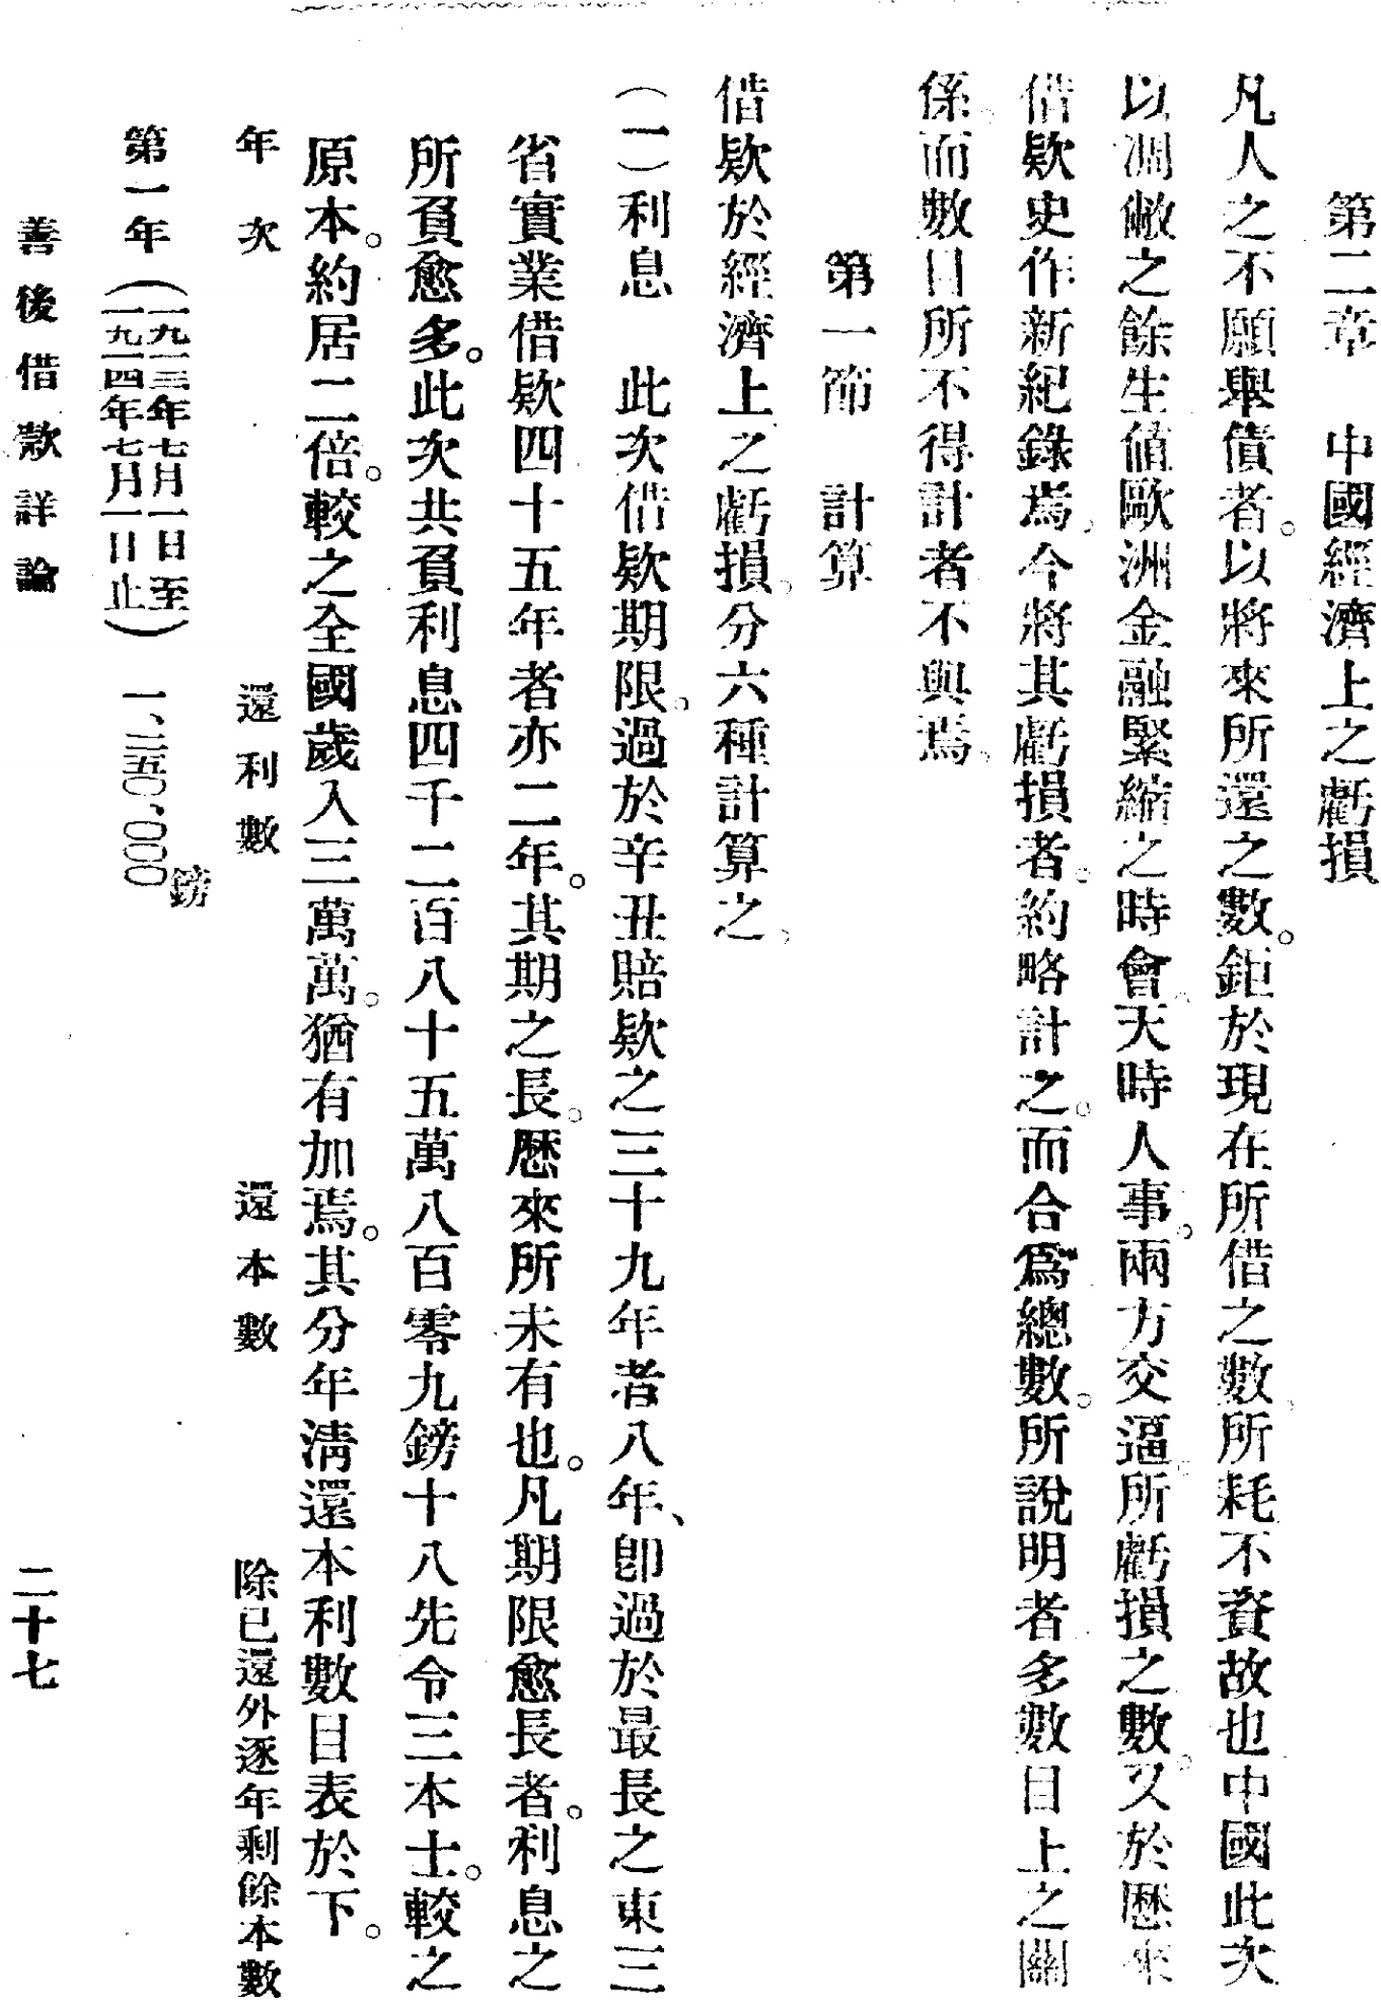 第二章　中國經濟上之虧損
凡人之不願舉債者。以將來所還之數。鉅於現在所借之數。所耗不資故也中國此次
以凋敝之餘生値歐洲金融緊縮之時會。天時人事。兩方交逼。所虧損之數。又於歷來
借欵史作新紀錄焉。今將其虧損者。約略計之。而合爲總數。所說明者多數目上之關
係。而數目所不得計者不與焉。
第一節　計算
借欵於經濟上之虧損。分六種計算之。
（一）利息　此次借欵期限。過於辛丑賠欵之三十九年者八年、卽過於最長之東三
省實業借欵四十五年者亦二年。其期之長。歷來所未有也。凡期限愈長者。利息之
所負愈多。此次共負利息四千二百八十五萬八百零九鎊十八先令三本士。較之
原本。約居二倍。較之全國歲入三萬萬。猶有加焉。其分年淸還本利數目表於下。
年次　還利數　還本數　除已還外逐年剩餘本數
第一年（一九一三年七月一日至一九一四年七月一日止）　一、二五〇、〇〇〇鎊
善後借款詳論　二十七